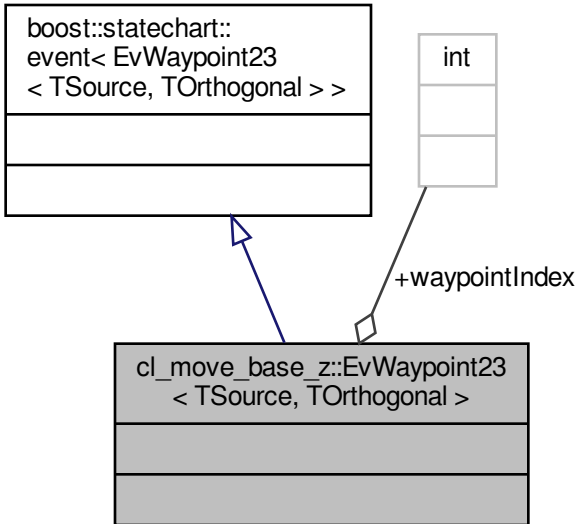 boost::statechart::
event< EvWaypoint23
< TSource, TOrthogonal > >
int
+waypointIndex
cl_move_base_z::EvWaypoint23
< TSource, TOrthogonal >